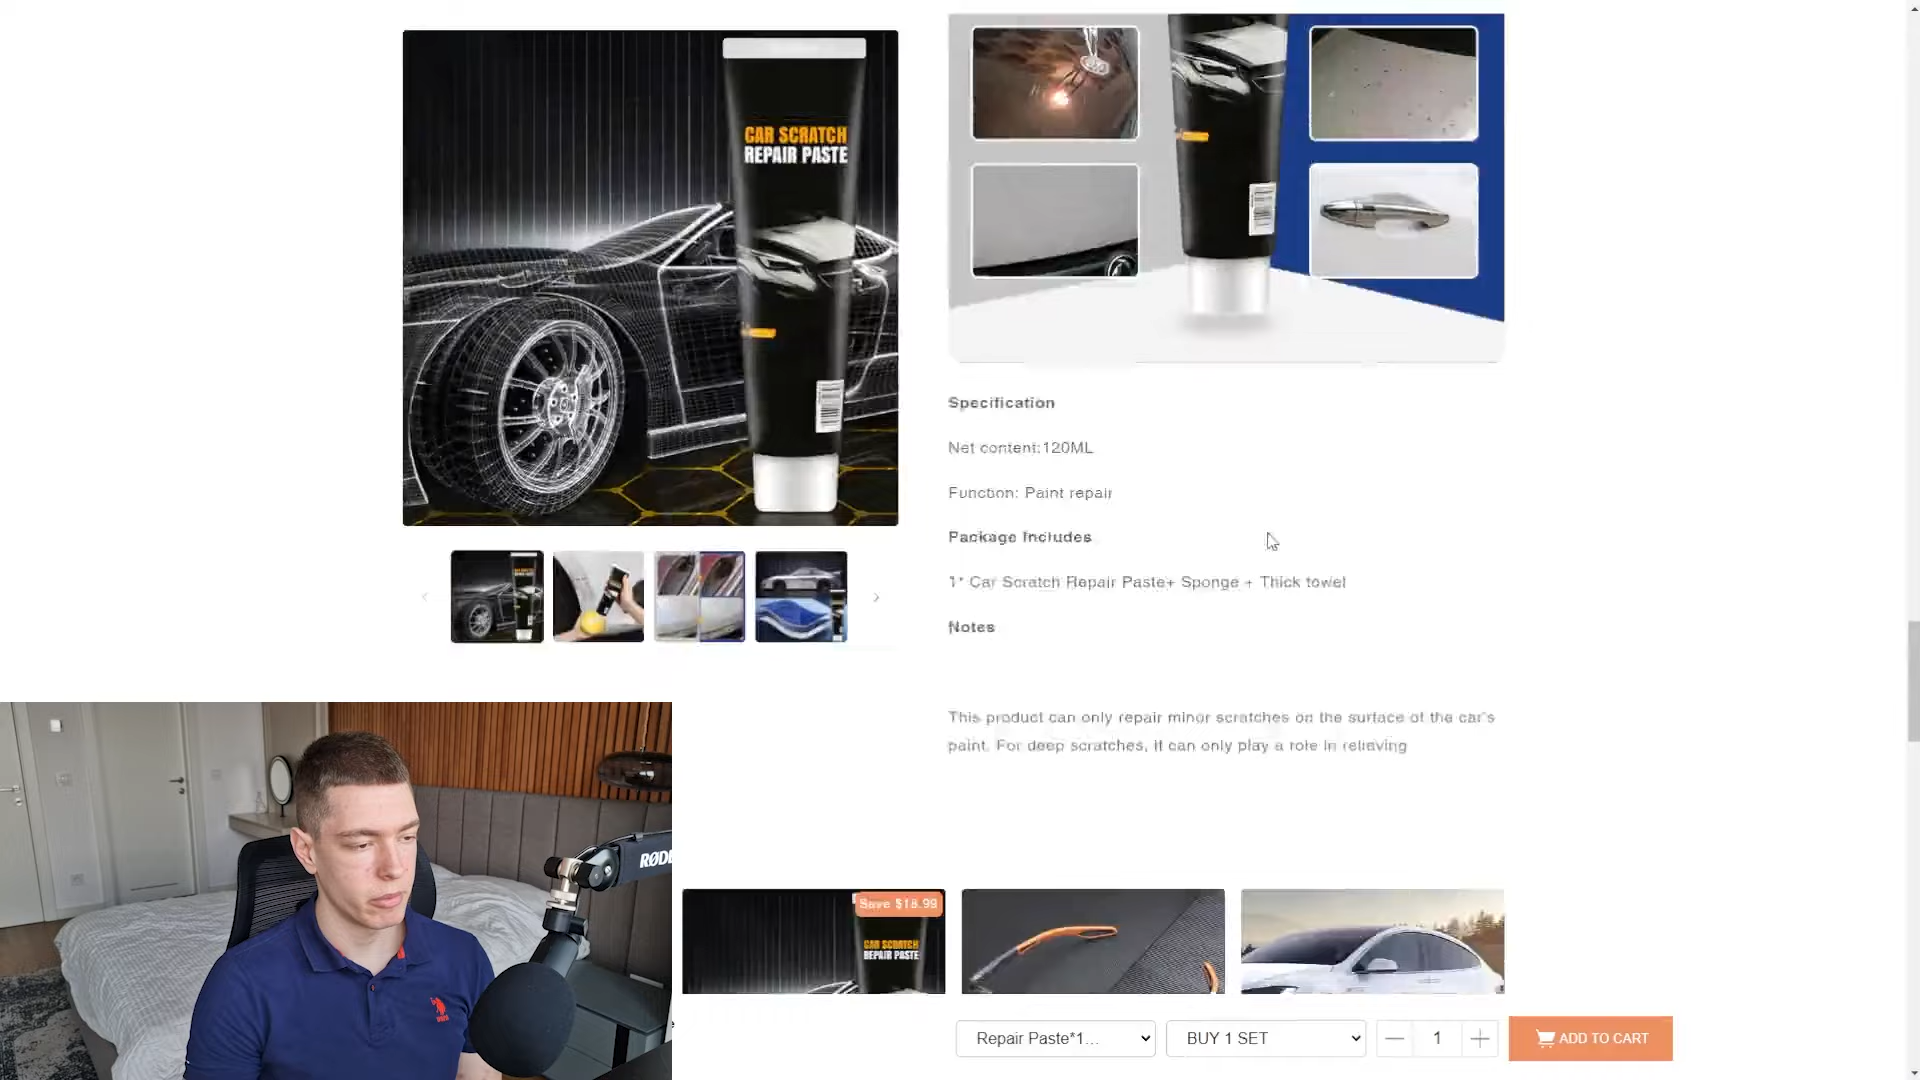 CAR SCRATCH
REPAIR PASTE
Specification
Net content:120ML
Function: Paint repair
Package Includes
1* Car Scratch Repair Paste+ Sponge + Thick towel
Notes
This product can only repair minor scratches on the surface of the car's
paint. For deep scratches, it can only play a role in relieving
RØDE
Save $18.99
CAR SCRATCH
REPAIR PASTE
Repair Paste*1...
BUY 1 SET
1
ADD TO CART